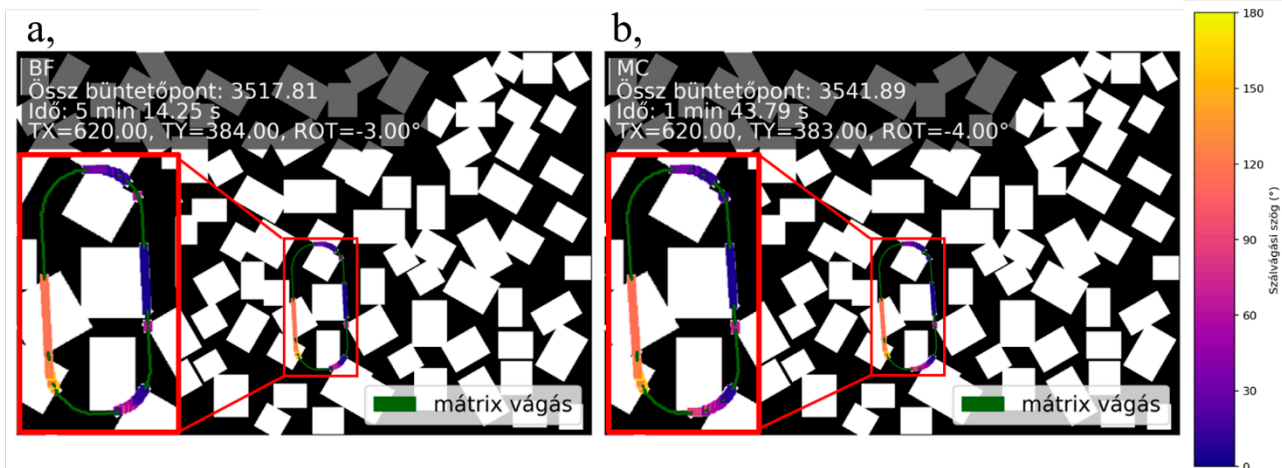 a,
BF
Össz büntetőpont: 3517.81
Idő: 5 min 14.25 s
TX=620.00, TY=384.00, ROT=-3.00°
mátrix vágás
b,
MC
Össz büntetőpont: 3541.89
Idő: 1 min 43.79 s
TX=620.00, TY=383.00, ROT=-4.00°
mátrix vágás
180
150
120
90
60
30
0
Szálvágási szög (°)